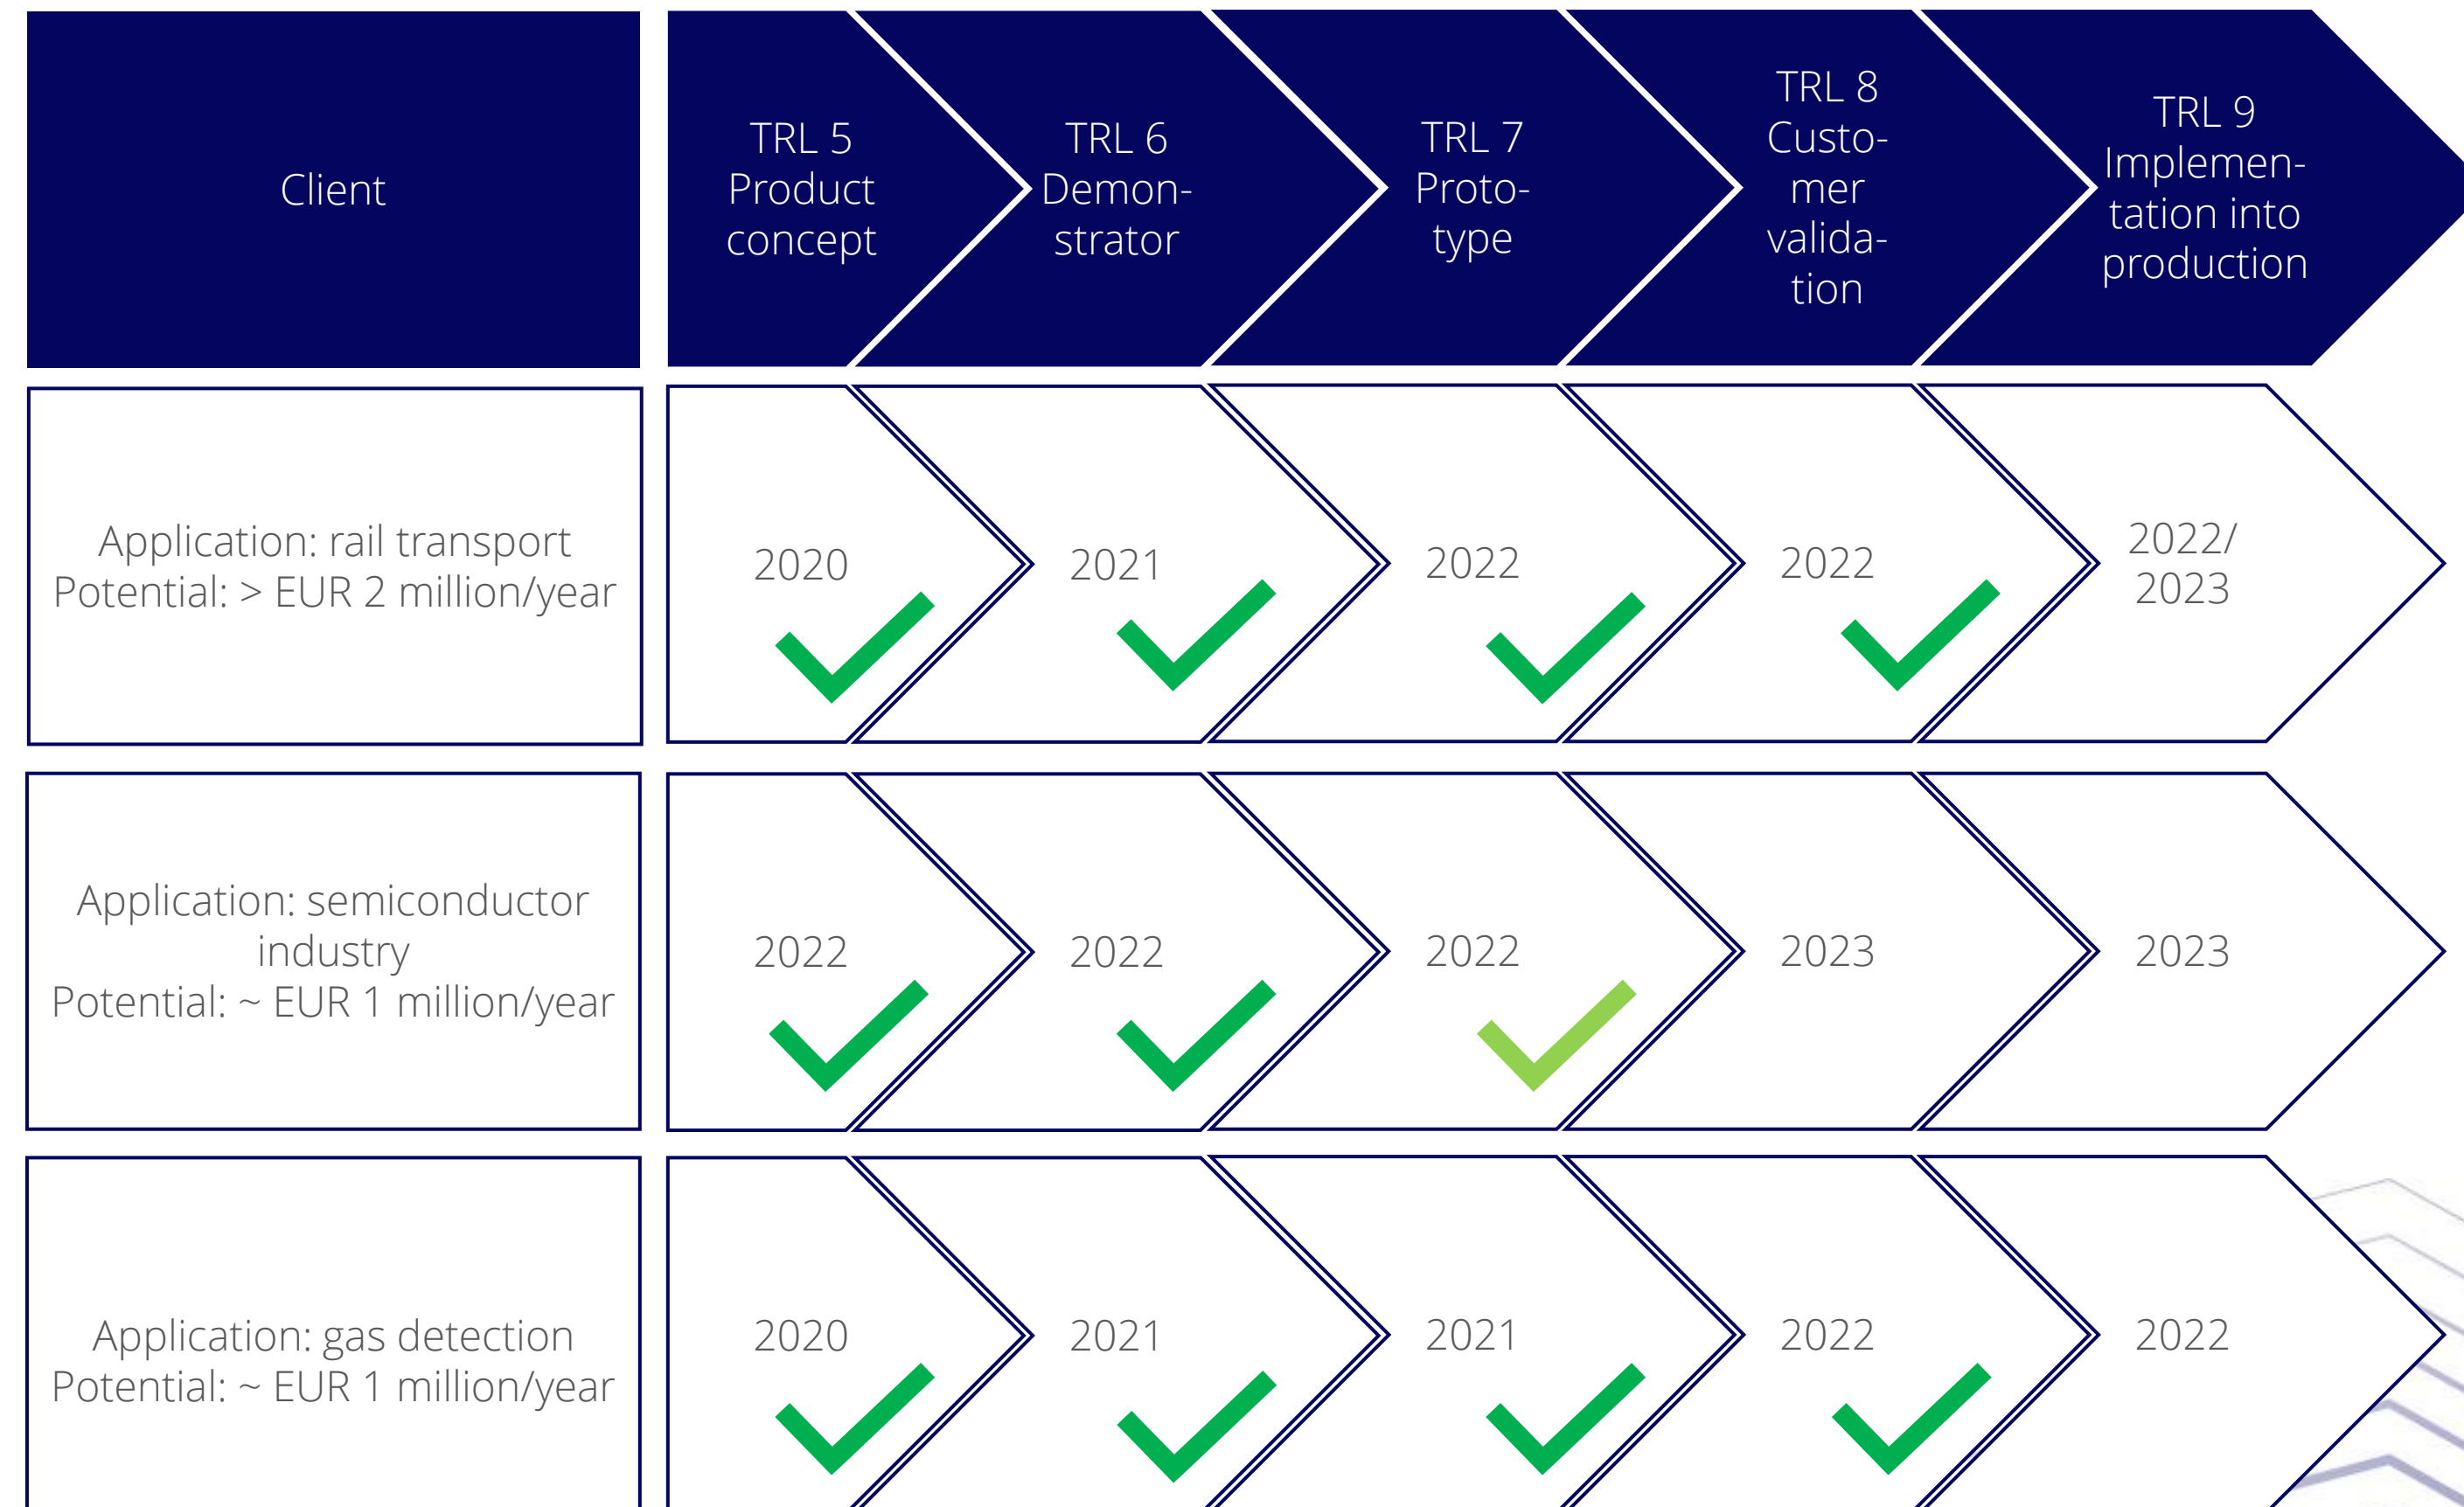 Client
TRL 5
Product
concept
TRL 6
Demon-
strator
TRL 7
Proto-
type
TRL 8
Custo-
mer
valida-
tion
TRL 9
Implemen-
tation into
production
Application: rail transport
Potential: > EUR 2 million/year
2020
2021
2022
2022
2022/
2023
Application: semiconductor
industry
Potential: ~ EUR 1 million/year
2022
2022
2022
2023
2023
Application: gas detection
Potential: ~ EUR 1 million/year
2020
2021
2021
2022
2022